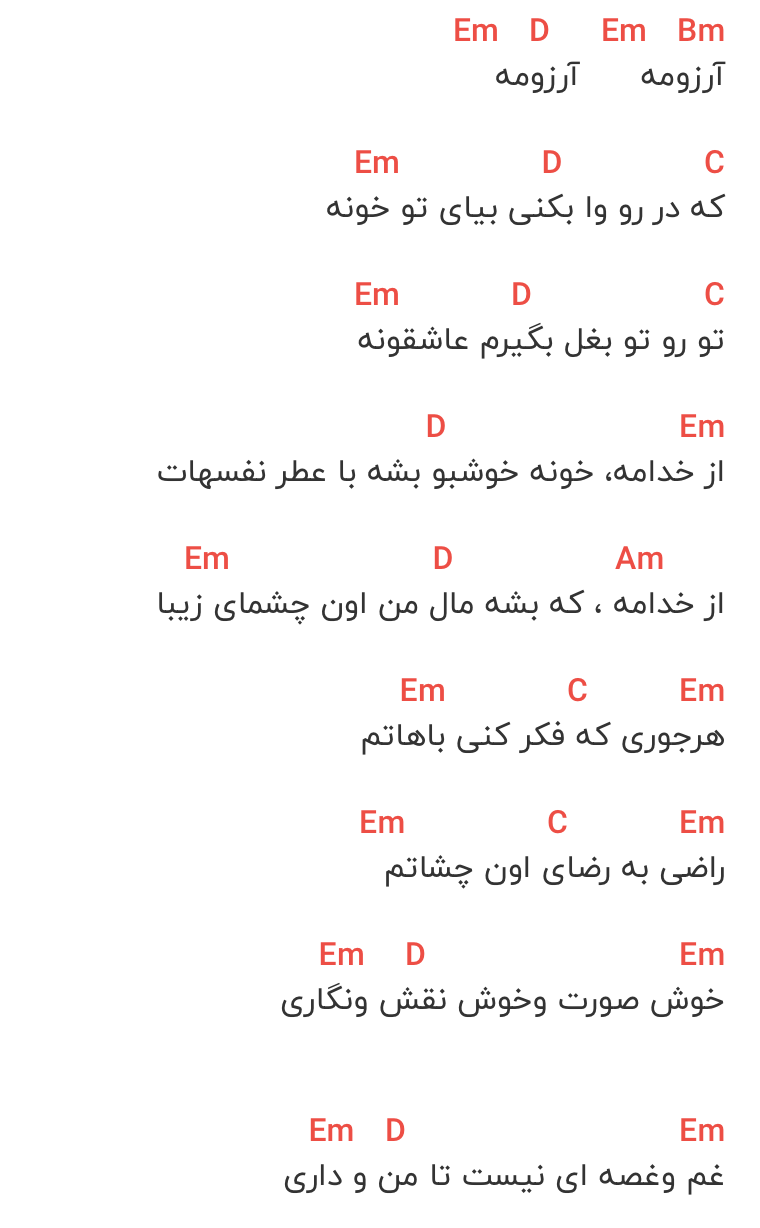 Em D Em Bm
آرزومه آرزومه
Em D C
که در رو وا بکنی بیای تو خونه
Em D C
تو رو تو بغل بگیرم عاشقونه
D Em
از خدامه، خونه خوشبو بشه با عطر نفسهات
Em D Am
از خدامه ، که بشه مال من اون چشمای زیبا
Em C Em
هرجوری که فکر کنی باهاتم
Em C Em
راضی به رضای اون چشاتم
Em D Em
خوش صورت وخوش نقش ونگاری
Em D Em
غم وغصه ای نیست تا من و داری